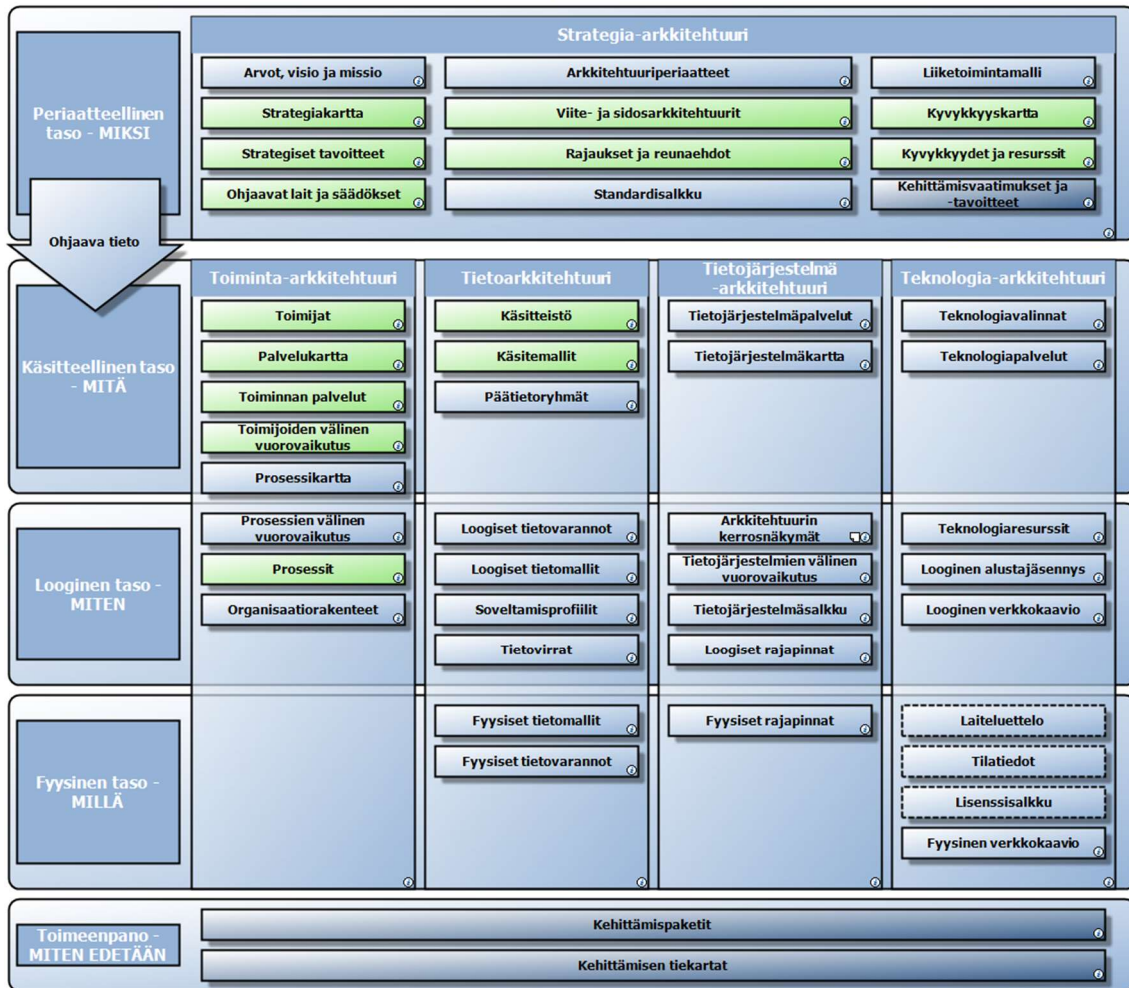 Strategia-arkkitehtuuri
Periaatteellinen
taso - MIKSI
Arvot, visio ja missio
Arkkitehtuuriperiaatteet
Liiketoimintamalli
Strategiakartta
Viite- ja sidosarkkitehtuurit
Kyvykkyyskartta
Strategiset tavoitteet
Rajaukset ja reunaehdot
Kyvykkyydet ja resurssit
Ohjaavat lait ja säädökset
Standardisalkku
Kehittämisvaatimukset ja
-tavoitteet
Ohjaava tieto
Käsitteellinen taso
- MITÄ
Toiminta-arkkitehtuuri
Toimijat
Palvelukartta
Toiminnan palvelut
Toimijoiden välinen
vuorovaikutus
Prosessikartta
Tietoarkkitehtuuri
Käsitteistö
Käsitemallit
Päätietoryhmät
Tietojärjestelmä
-arkkitehtuuri
Tietojärjestelmäpalvelut
Tietojärjestelmäkartta
Teknologia-arkkitehtuuri
Teknologiavalinnat
Teknologiapalvelut
Looginen taso -
MITEN
Prosessien välinen
vuorovaikutus
Prosessit
Organisaatiorakenteet
Loogiset tietovarannot
Loogiset tietomallit
Soveltamisprofiilit
Tietovirrat
Arkkitehtuurin
kerrosnäkymät
Tietojärjestelmien välinen
vuorovaikutus
Tietojärjestelmäsalkku
Loogiset rajapinnat
Teknologiaresurssit
Looginen alustajäsennys
Looginen verkkokaavio
Fyysinen taso -
MILLÄ
Fyysiset tietomallit
Fyysiset tietovarannot
Fyysiset rajapinnat
Laiteluettelo
Tilatiedot
Lisenssisalkku
Fyysinen verkkokaavio
Toimeenpano -
MITEN EDETÄÄN
Kehittämispaketit
Kehittämisen tiekartat